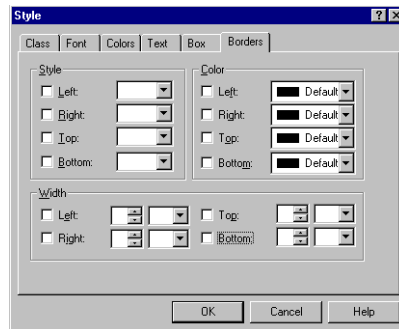 Style
Class Font Colors Text Box Borders
Style
Left:
Right:
Top:
Bottom:
Color
Left: Default
Right: Default
Top: Default
Bottom: Default
Width
Left:
Right:
Top:
Bottom:
OK Cancel Help